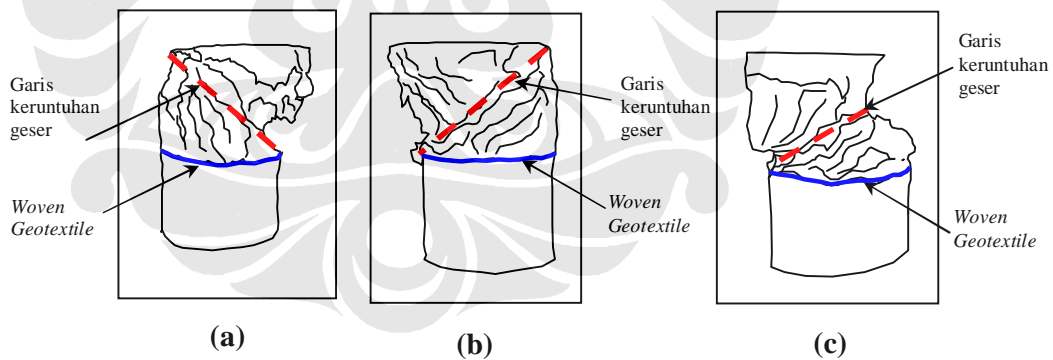 Garis
keruntuhan
geser
Woven
Geotextile
(a)
Garis
keruntuhan
geser
Woven
Geotextile
(b)
Garis
keruntuhan
geser
Woven
Geotextile
(c)